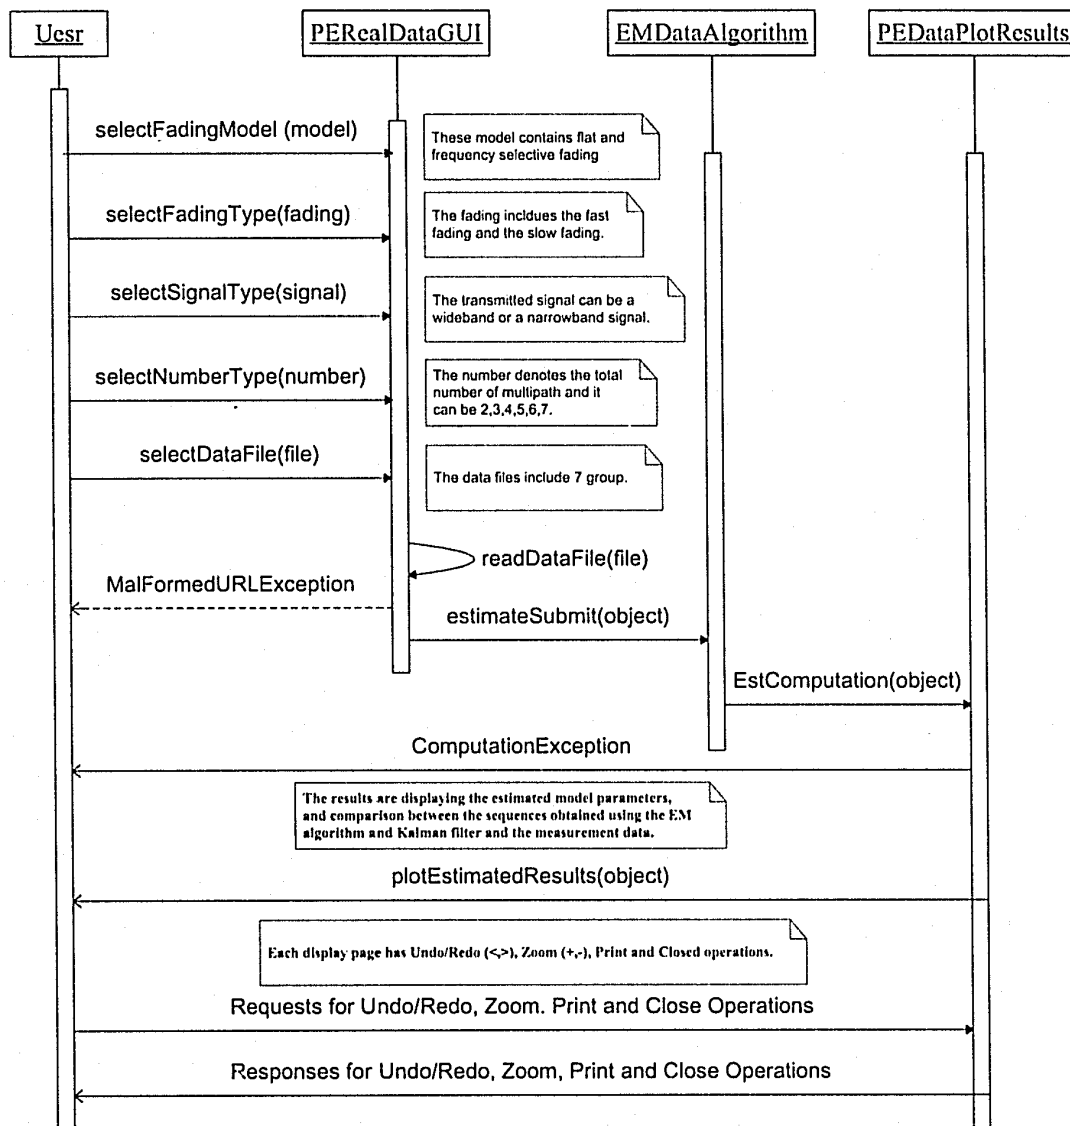 Uesr
PERealDataGUI
EMDataAlgorithm
PEDataPlotResults
selectFadingModel (model)
These model contains flat and
frequency selective fading
selectFadingType(fading)
The fading incldues the fast
fading and the slow fading.
selectSignalType(signal)
The transmitted signal can be a
wideband or a narrowband signal.
selectNumberType(number)
The number denotes the total
number of multipath and it
can be 2,3,4,5,6,7.
selectDataFile(file)
The data files include 7 group.
readDataFile(file)
MalFormedURLException
estimateSubmit(object)
EstComputation(object)
ComputationException
The results are displaying the estimated model parameters,
and comparison between the sequences obtained using the EM
algorithm and Kalman filter and the measurement data.
plotEstimatedResults(object)
Each display page has Undo/Redo (<,>), Zoom (+,-), Print and Closed operations.
Requests for Undo/Redo, Zoom. Print and Close Operations
Responses for Undo/Redo, Zoom, Print and Close Operations